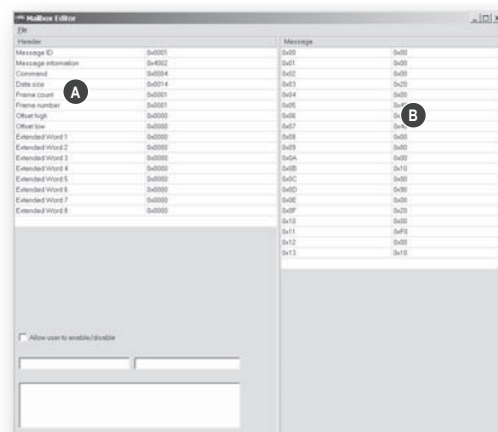 Mailbox Editor
File
Header
Message ID 0x0001
Message information 0x4002
Command 0x0004
Data size 0x0014
Frame count 0x0001
Frame number 0x0001
Offset high 0x0000
Offset low 0x0000
Extended Word 1 0x0000
Extended Word 2 0x0000
Extended Word 3 0x0000
Extended Word 4 0x0000
Extended Word 5 0x0000
Extended Word 6 0x0000
Extended Word 7 0x0000
Extended Word 8 0x0000
A
Allow user to enable/disable
Message
0x00 0x00
0x01 0x00
0x02 0x00
0x03 0x20
0x04 0x00
0x05
0x06
0x07
0x08 0x00
0x09 0x80
0x0A 0x00
0x0B 0x10
0x0C 0x00
0x0D 0x90
0x0E 0x00
0x0F 0x20
0x10 0x00
0x11 0xF0
0x12 0x00
0x13 0x10
B